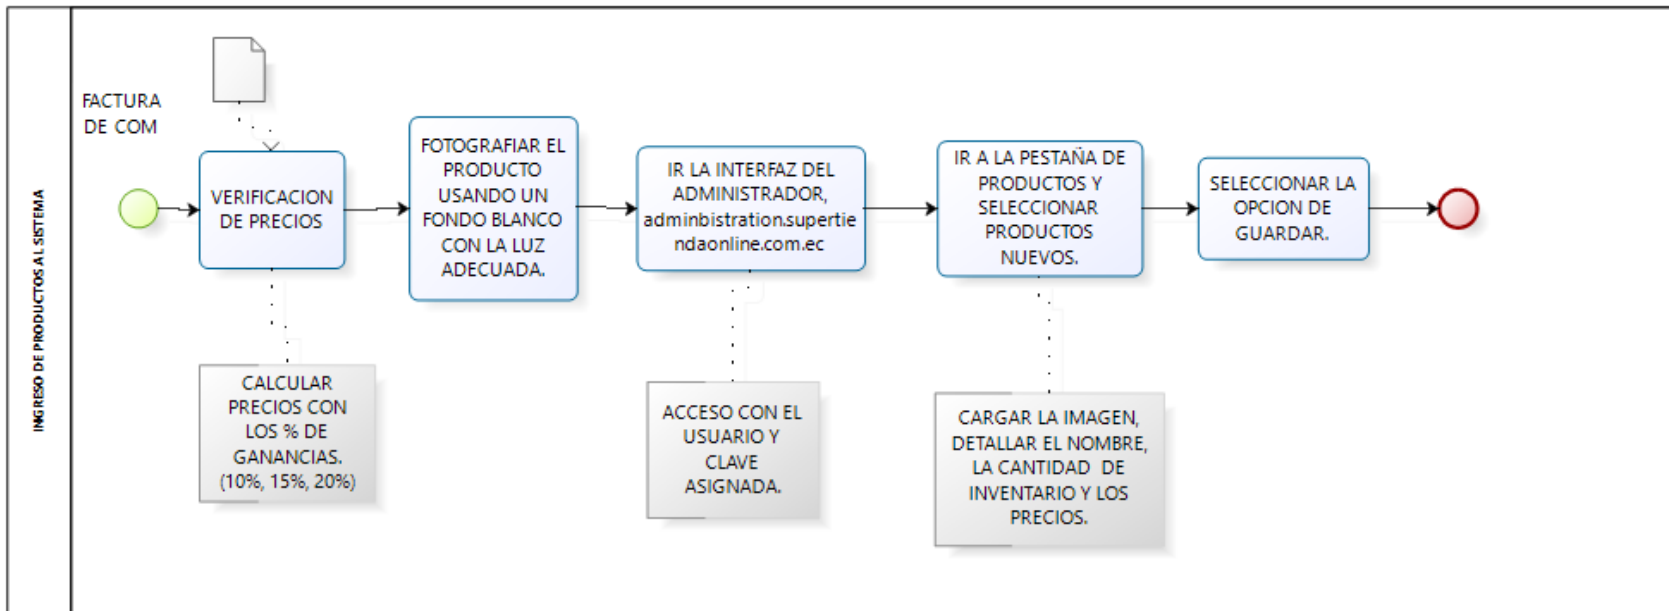 INGRESO DE PRODUCTOS AL SISTEMA
FACTURA
DE COM
VERIFICACION
DE PRECIOS
CALCULAR
PRECIOS CON
LOS % DE
GANANCIAS.
(10%, 15%, 20%)
FOTOGRAFIAR EL
PRODUCTO
USANDO UN
FONDO BLANCO
CON LA LUZ
ADECUADA.
IR LA INTERFAZ DEL
ADMINISTRADOR,
adminbistration.supertie
ndaonline.com.ec
ACCESO CON EL
USUARIO Y
CLAVE
ASIGNADA.
IR A LA PESTAÑA DE
PRODUCTOS Y
SELECCIONAR
PRODUCTOS
NUEVOS.
CARGAR LA IMAGEN,
DETALLAR EL NOMBRE,
LA CANTIDAD DE
INVENTARIO Y LOS
PRECIOS.
SELECCIONAR LA
OPCION DE
GUARDAR.